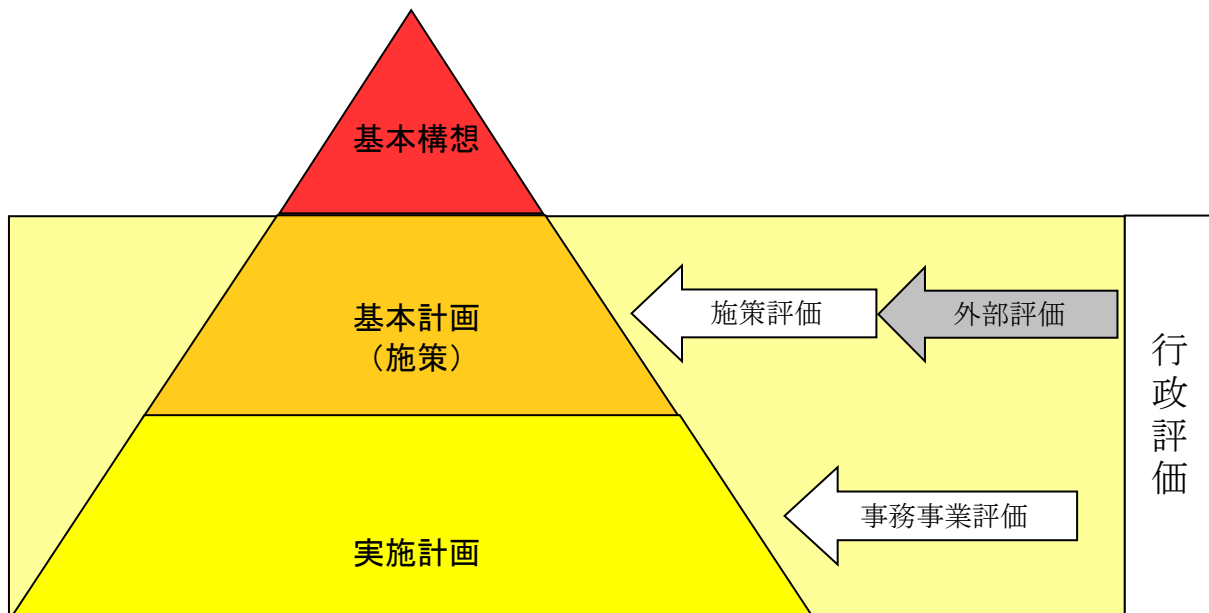 基本構想
基本計画
（施策）
施策評価
外部評価
行政評価
事務事業評価
実施計画